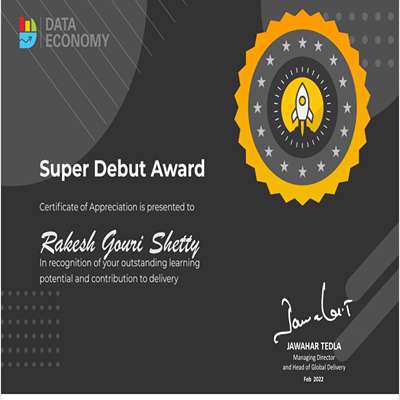 DATA
ECONOMY
Super Debut Award
Certificate of Appreciation is presented to
Rakesh Gouri Shetty
In recognition of your outstanding learning
potential and contribution to delivery
JAWAHAR TEDLA
Managing Director
and Head of Global Delivery
Feb 2022